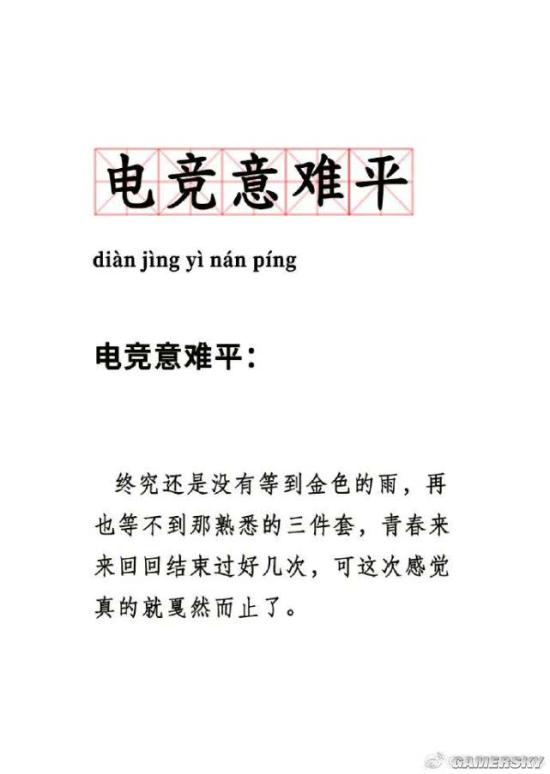 电竞意难平
diàn jìng yì nán píng
电竞意难平：
终究还是没有等到金色的雨，再
也等不到那熟悉的三件套，青春来
来回回结束过好几次，可这次感觉
真的就戛然而止了。
GAMERSKY